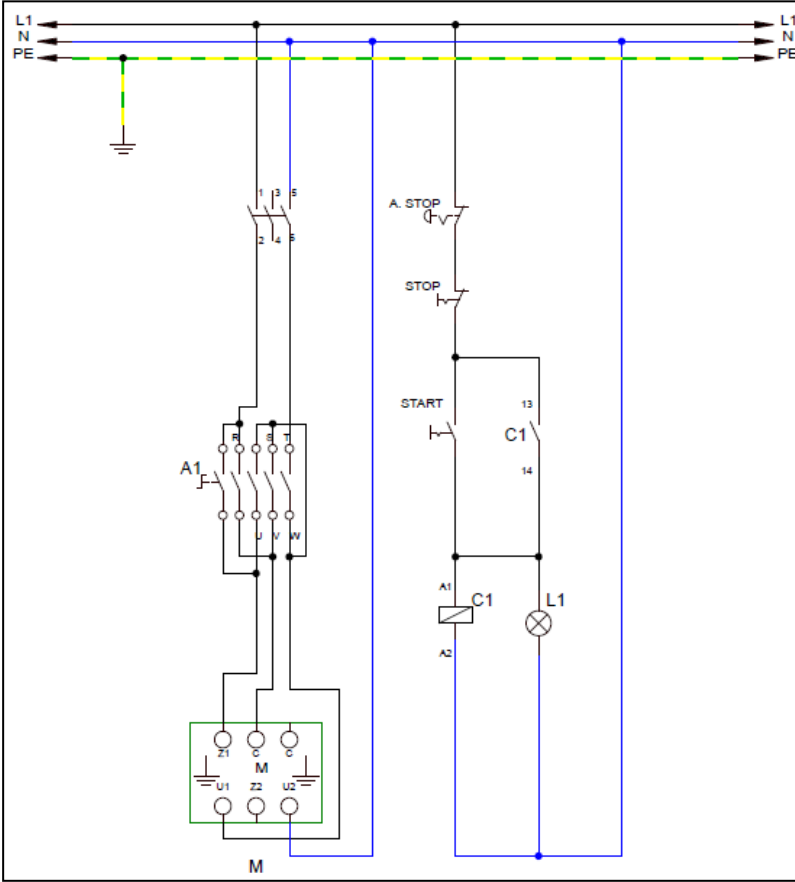 L1 L1
N N
PE PE
1 3 5
2 4 6
A. STOP
STOP
START
13
C1
14
R S T
A1
U V W
A1
C1 L1
A2
Z1 C C
M
U1 Z2 U2
M